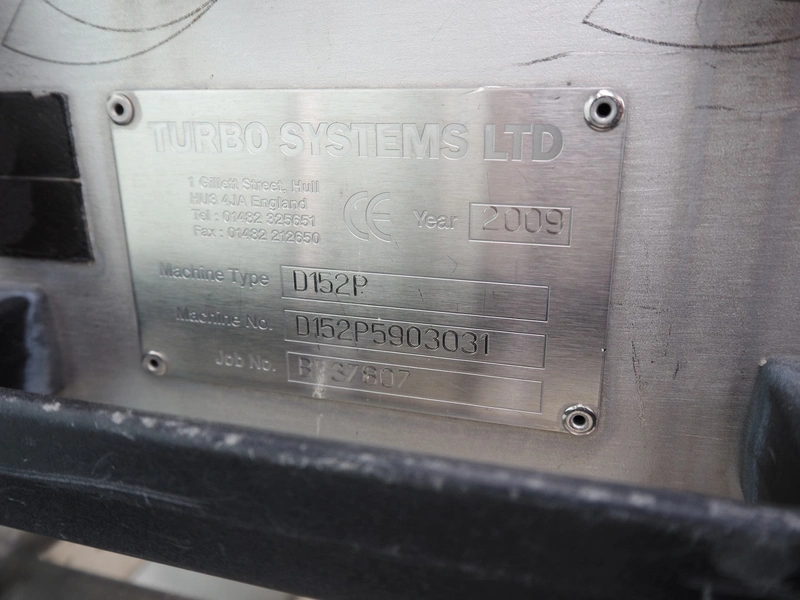 TURBO SYSTEMS LTD
1 Gillett Street, Hull
HU3 4JA England
Tel : 01482 325651
Fax : 01482 212650
CE Year 2009
Machine Type D152P
Machine No. D152P5903031
Job No.